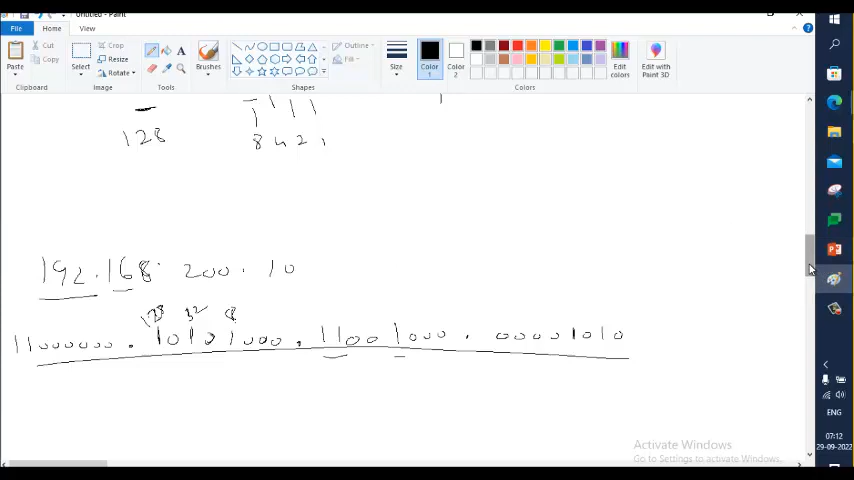 Untitled - Paint
File Home View
Cut Crop Outline
Copy Resize Fill
Paste Select Rotate Brushes Size Color 1 Color 2 Edit colors Edit with Paint 3D
Clipboard Image Tools Shapes Colors
128 8 4 2 1
192.168.200.10
128 32 8
11000000.10101000.11001000.00001010
Activate Windows
Go to Settings to activate Windows.
ENG
07:12
29-09-2022